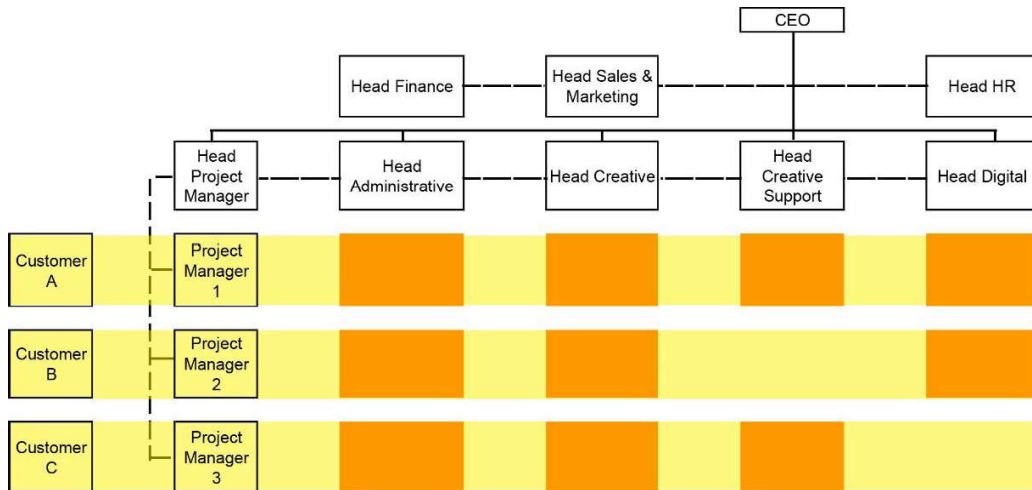 CEO
Head Finance
Head Sales &
Marketing
Head HR
Head
Project
Manager
Head
Administrative
Head Creative
Head
Creative
Support
Head Digital
Customer
A
Project
Manager
1
Customer
B
Project
Manager
2
Customer
C
Project
Manager
3